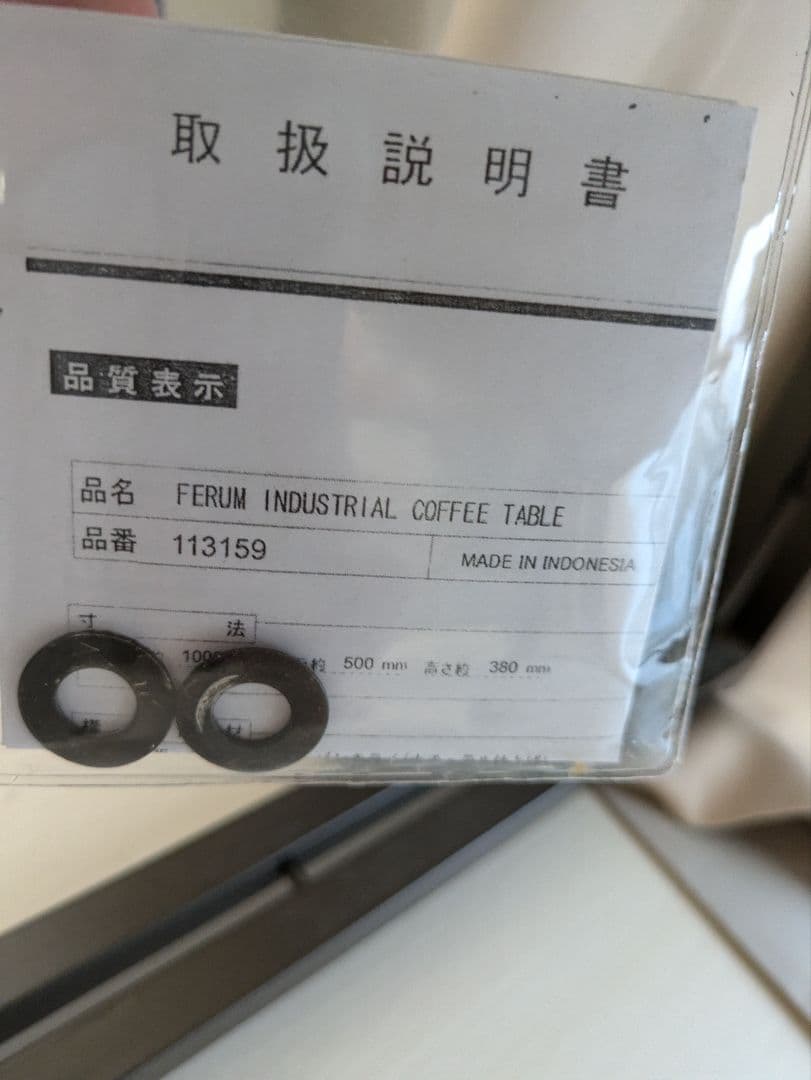 取扱説明書
品質表示
品名 FERUM INDUSTRIAL COFFEE TABLE
品番 113159 MADE IN INDONESIA
寸 法
500 mm 高さ約 380 mm
材